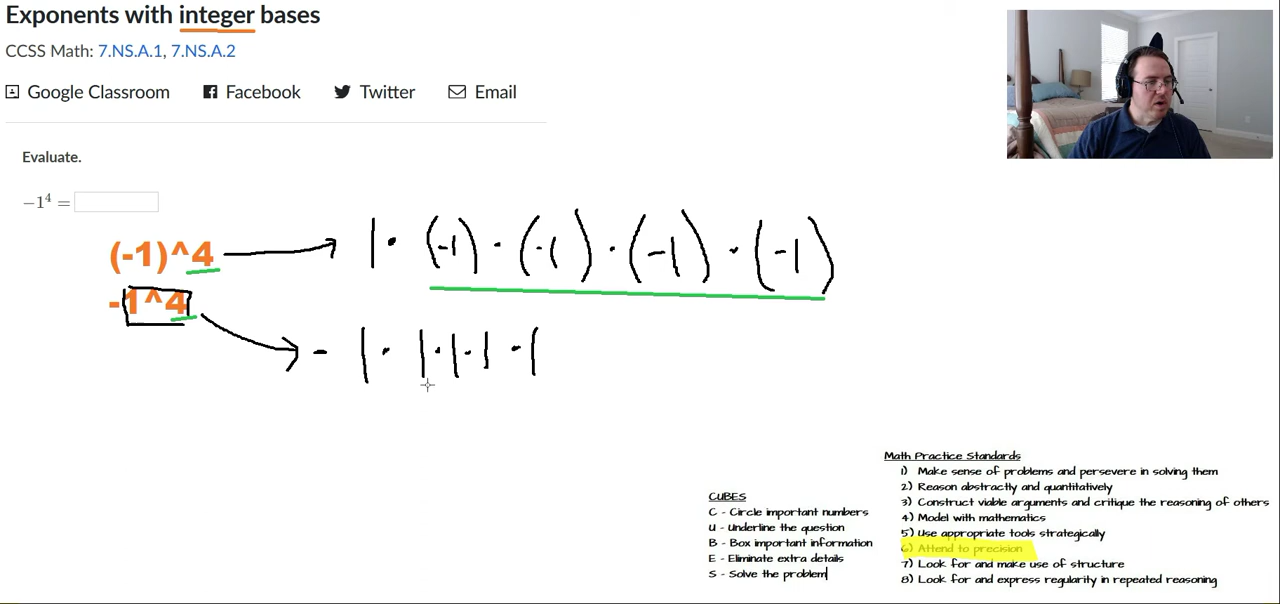 Exponents with integer bases
CCSS Math: 7.NS.A.1, 7.NS.A.2
Google Classroom Facebook Twitter Email
Evaluate.
−1⁴ =
(-1)^4 1 · (-1) · (-1) · (-1) · (-1)
-1^4
- 1 · 1 · 1 · 1 · 1
CUBES
C - Circle important numbers
U - Underline the question
B - Box important information
E - Eliminate extra details
S - Solve the problem
Math Practice Standards
1) Make sense of problems and persevere in solving them
2) Reason abstractly and quantitatively
3) Construct viable arguments and critique the reasoning of others
4) Model with mathematics
5) Use appropriate tools strategically
6) Attend to precision
7) Look for and make use of structure
8) Look for and express regularity in repeated reasoning